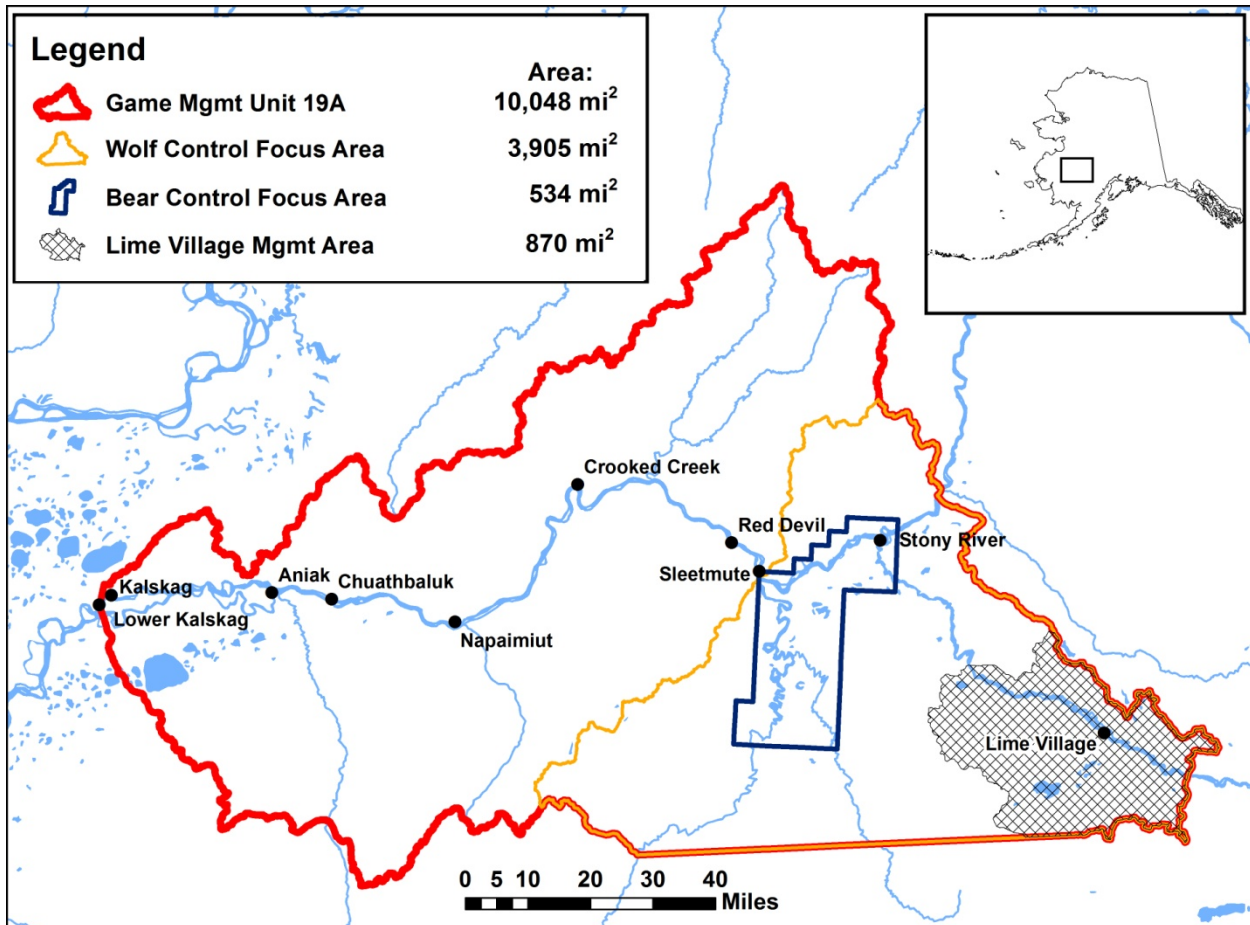 Legend
Area:
Game Mgmt Unit 19A 10,048 mi²
Wolf Control Focus Area 3,905 mi²
Bear Control Focus Area 534 mi²
Lime Village Mgmt Area 870 mi²
Crooked Creek
Red Devil
Stony River
Sleetmute
Aniak
Kalskag
Chuathbaluk
Lower Kalskag
Napaimiut
Lime Village
0 5 10 20 30 40
Miles